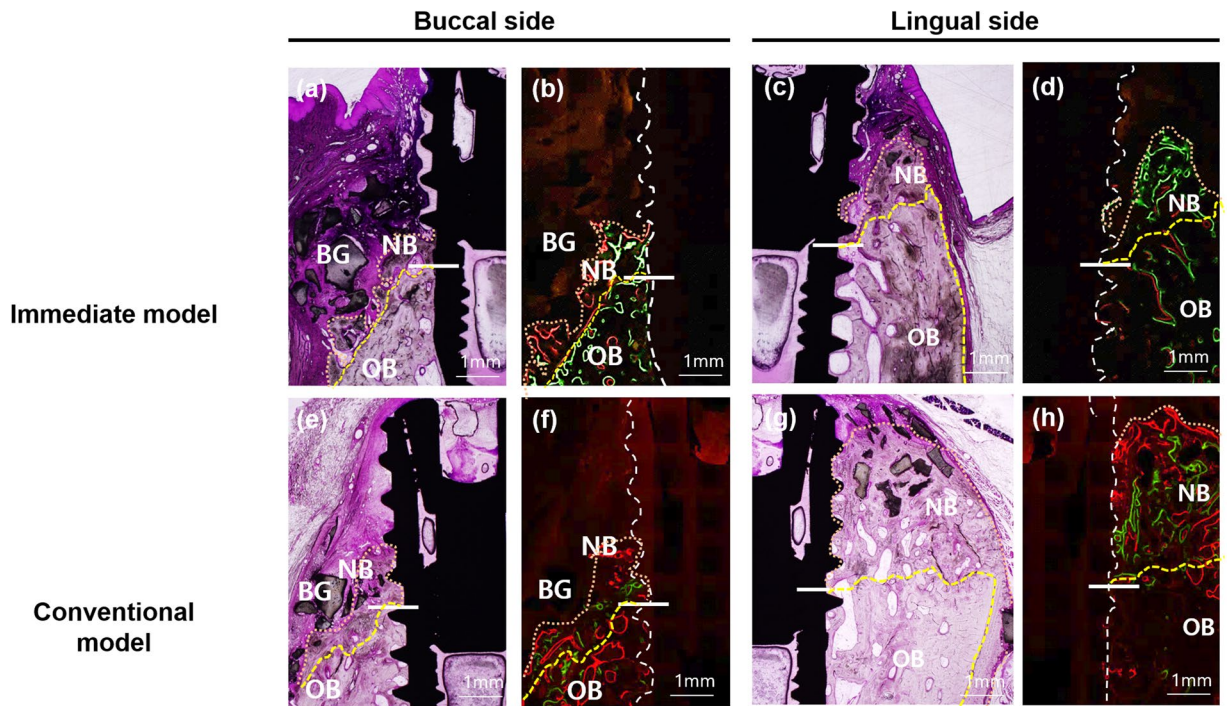 Buccal side
Lingual side
Immediate model
(a)
BG
NB
OB
1mm
(b)
BG
NB
OB
1mm
(c)
NB
OB
1mm
(d)
NB
OB
1mm
Conventional
model
(e)
NB
BG
OB
1mm
(f)
NB
BG
OB
1mm
(g)
NB
OB
1mm
(h)
NB
OB
1mm